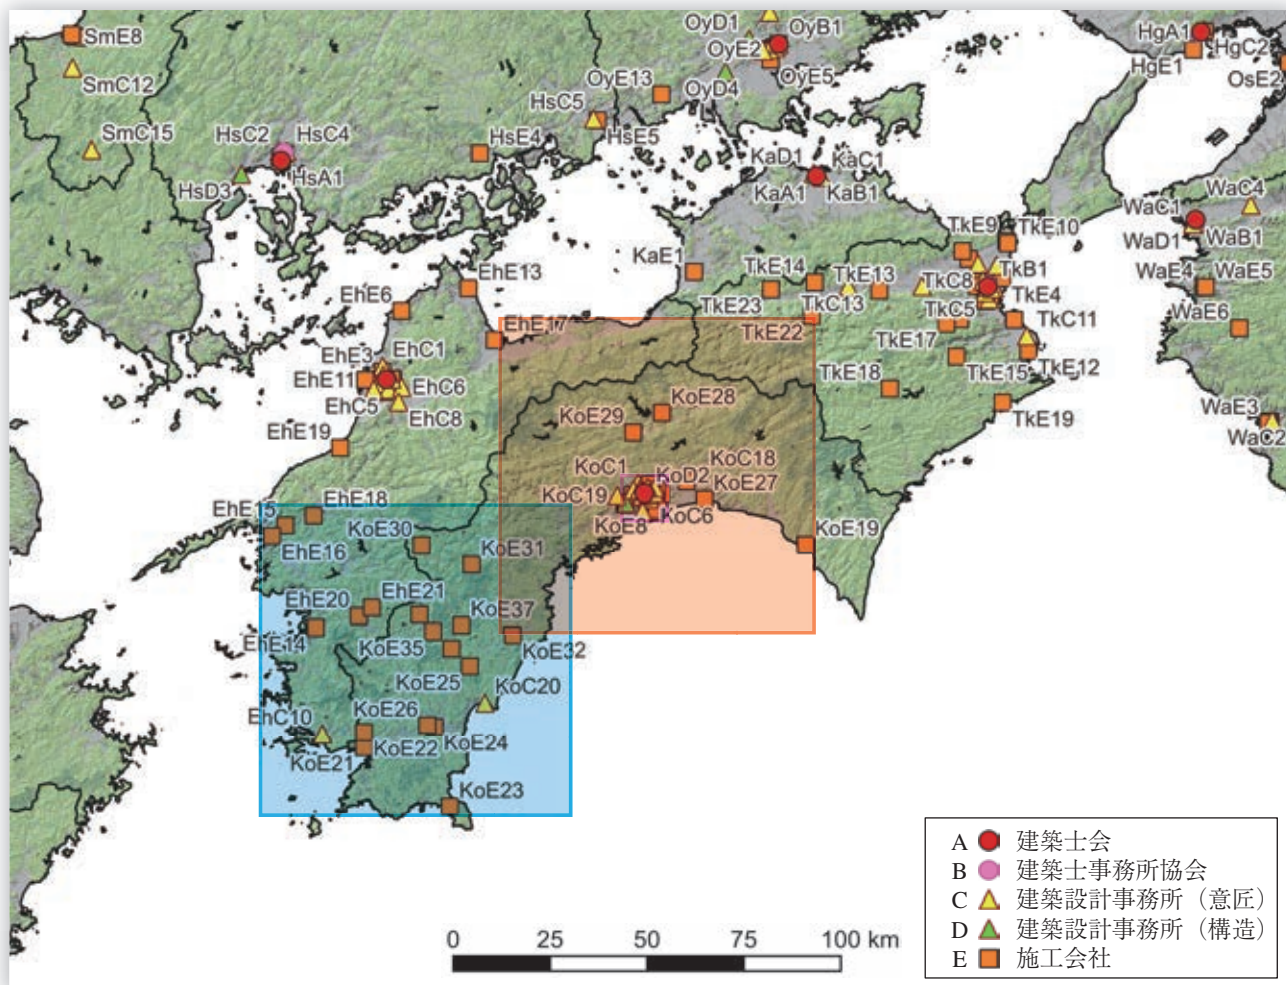 SmE8
SmC12
SmC15
HsC2
HsC4
HsD3
HsA1
HsE4
HsC5
HsE5
OyE13
OyD1
OyB1
OyE2
OyD4
OyE5
HgA1
HgC2
HgE1
OsE2
KaD1
KaC1
KaA1
KaB1
WaC4
WaC1
WaD1
WaB1
WaE4
WaE5
WaE6
WaE3
WaC2
TkE9
TkE10
KaE1
TkE14
TkE13
TkC8
TkB1
TkE23
TkC13
TkC5
TkE4
TkC11
TkE22
TkE17
TkE15
TkE12
TkE18
TkE19
EhE13
EhE6
EhE17
EhE3
EhC1
EhE11
EhC6
EhC5
EhC8
EhE19
KoE28
KoE29
KoC1
KoD2
KoC18
KoC19
KoE27
KoE8
KoC6
KoE19
EhE15
EhE18
EhE16
KoE30
KoE31
EhE20
EhE21
KoE37
EhE14
KoE35
KoE32
KoE25
KoC20
EhC10
KoE26
KoE21
KoE22
KoE24
KoE23
0 25 50 75 100 km
A 建築士会
B 建築士事務所協会
C 建築設計事務所（意匠）
D 建築設計事務所（構造）
E 施工会社